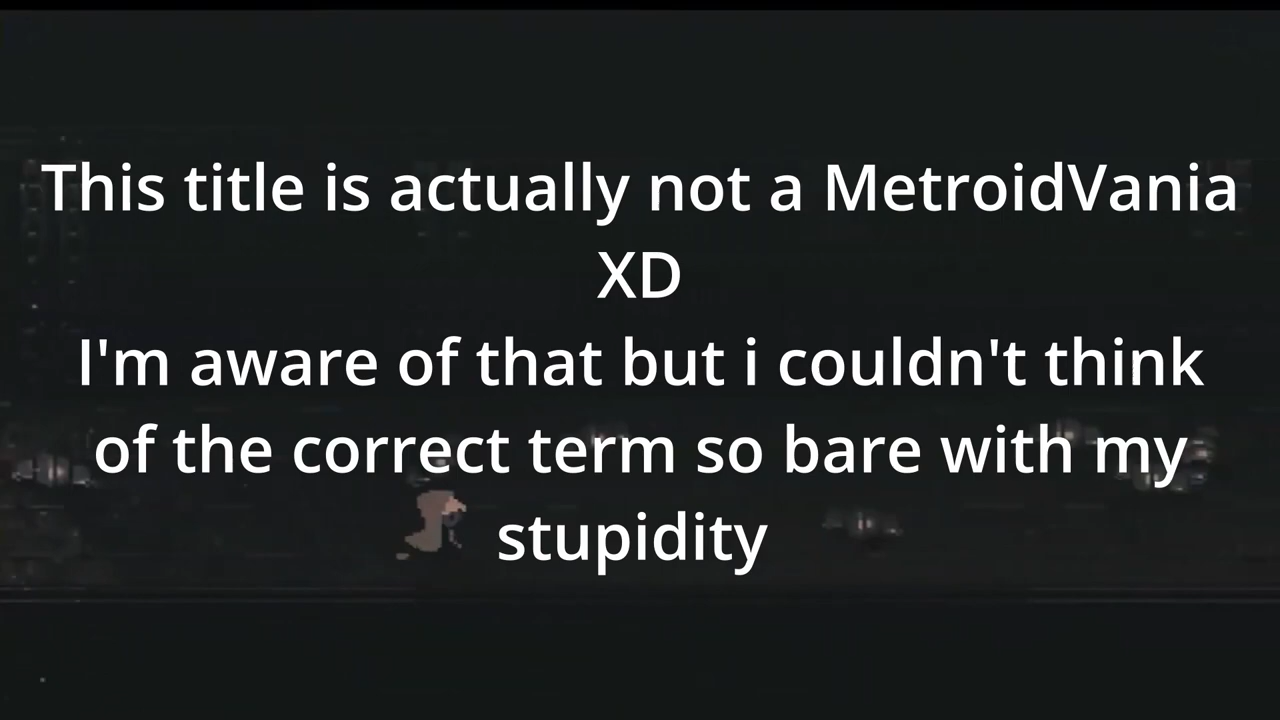 This title is actually not a MetroidVania
XD
I'm aware of that but i couldn't think
of the correct term so bare with my
stupidity